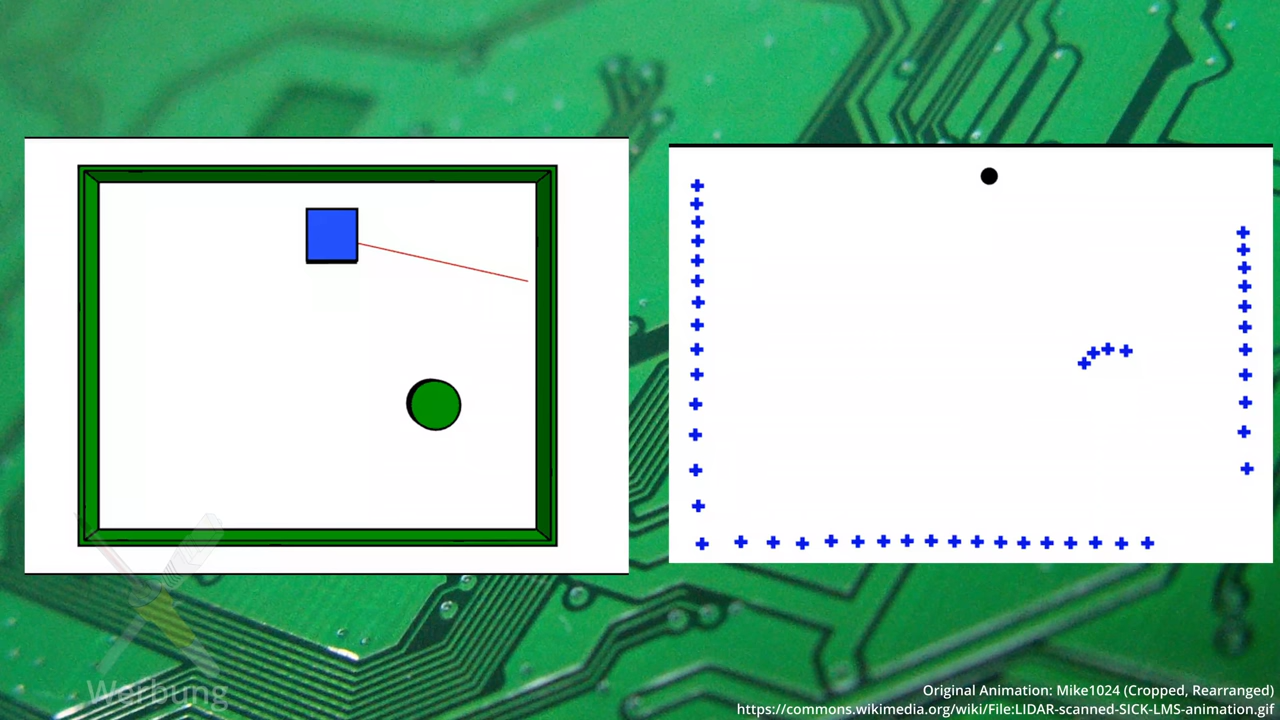 Werbung
Original Animation: Mike1024 (Cropped, Rearranged)
https://commons.wikimedia.org/wiki/File:LIDAR-scanned-SICK-LMS-animation.gif